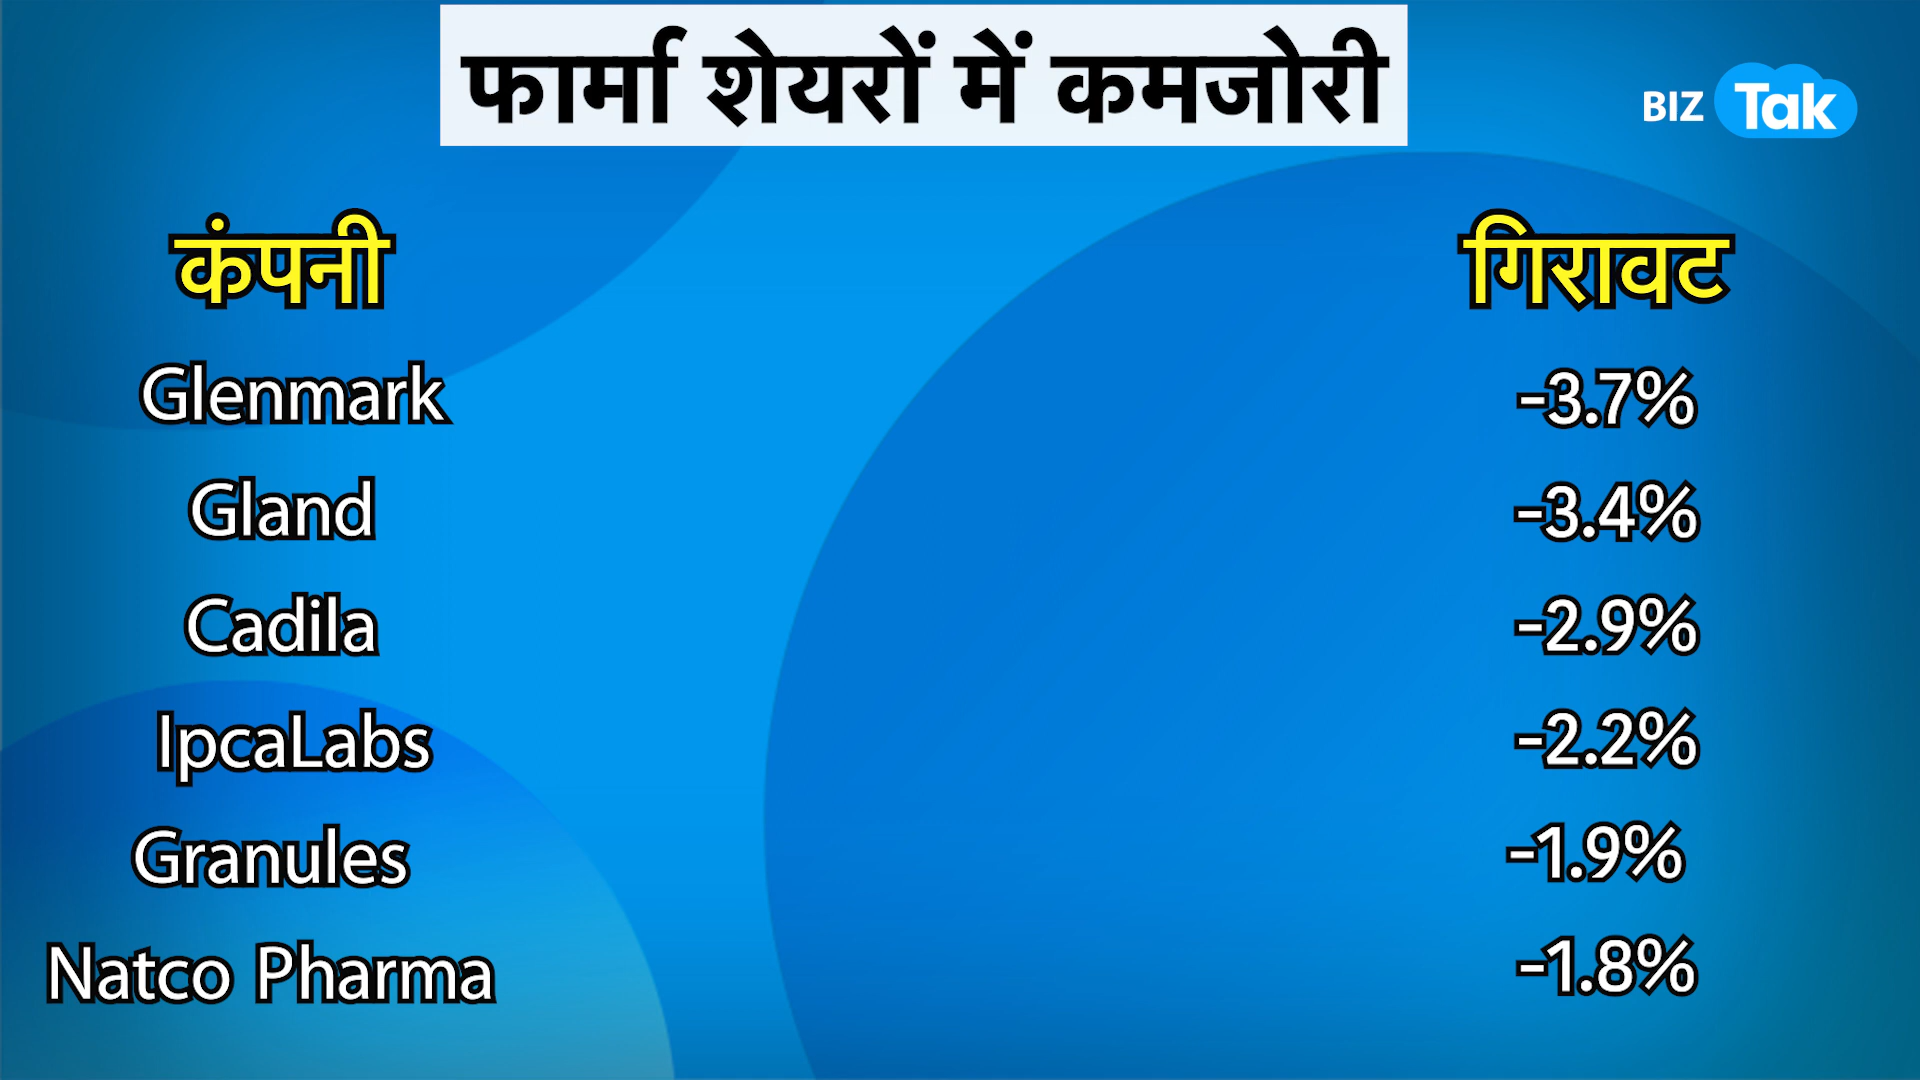 फार्मा शेयरों में कमजोरी
BIZ Tak
कंपनी गिरावट
Glenmark -3.7%
Gland -3.4%
Cadila -2.9%
IpcaLabs -2.2%
Granules -1.9%
Natco Pharma -1.8%